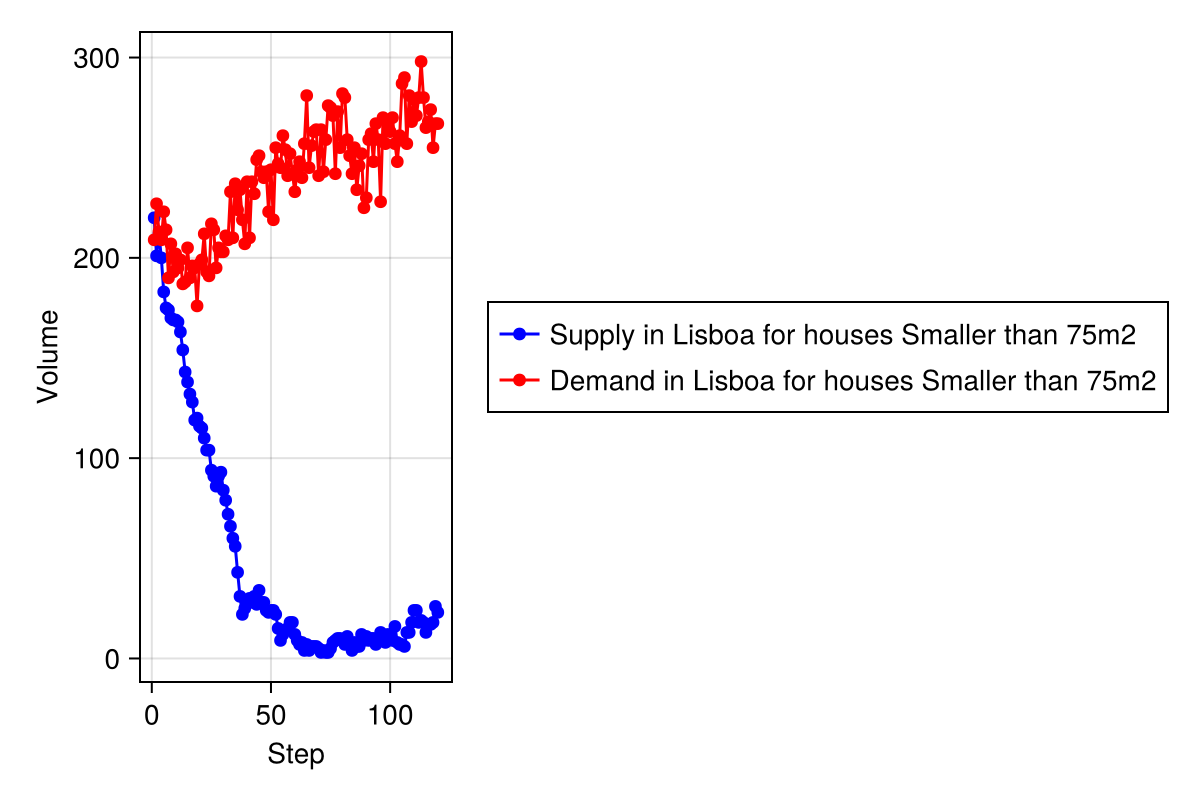 300
200
100
0
Volume
0 50 100
Step
Supply in Lisboa for houses Smaller than 75m2
Demand in Lisboa for houses Smaller than 75m2